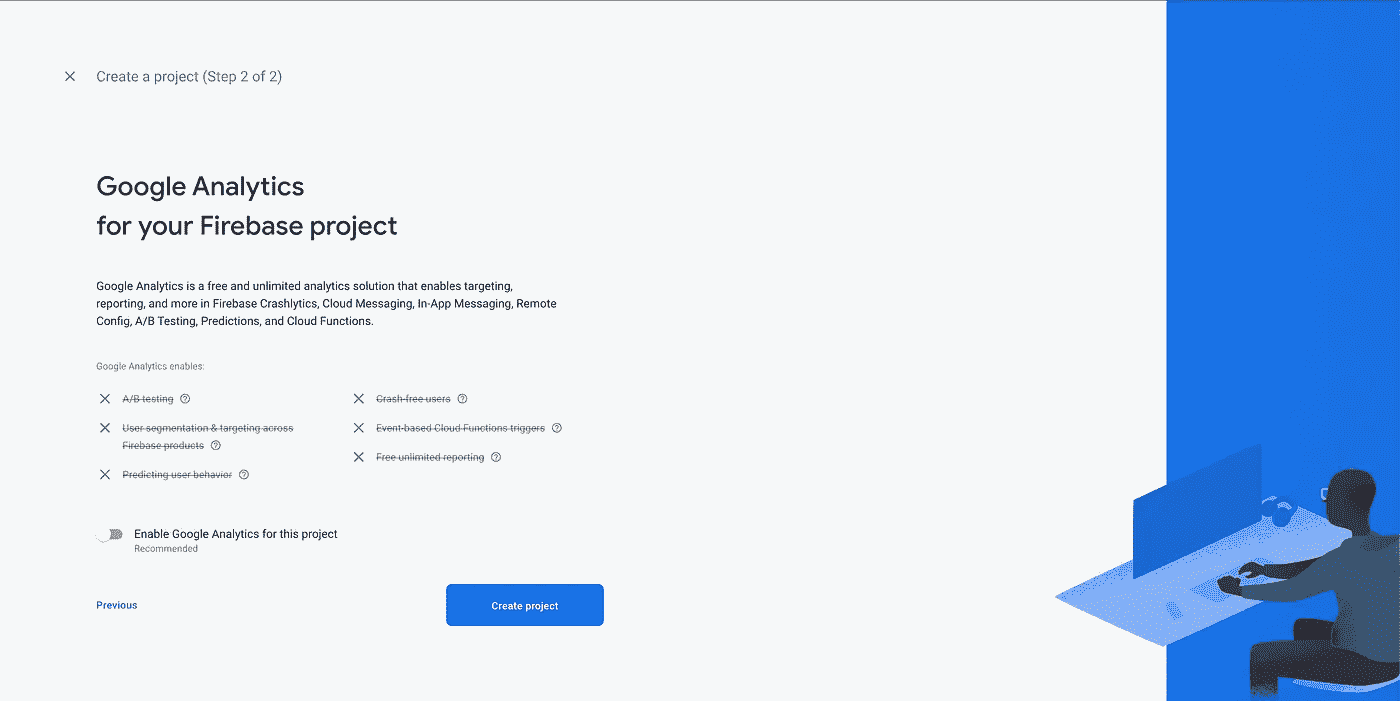 Create a project (Step 2 of 2)
Google Analytics
for your Firebase project
Google Analytics is a free and unlimited analytics solution that enables targeting,
reporting, and more in Firebase Crashlytics, Cloud Messaging, In-App Messaging, Remote
Config, A/B Testing, Predictions, and Cloud Functions.
Google Analytics enables:
A/B testing
User segmentation & targeting across
Firebase products
Predicting user behavior
Crash-free users
Event-based Cloud Functions triggers
Free unlimited reporting
Enable Google Analytics for this project
Recommended
Previous
Create project